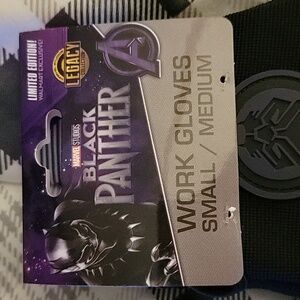 LIMITED EDITION!
LEGACY
MARVEL STUDIOS
BLACK
PANTHER
WORK GLOVES
SMALL / MEDIUM